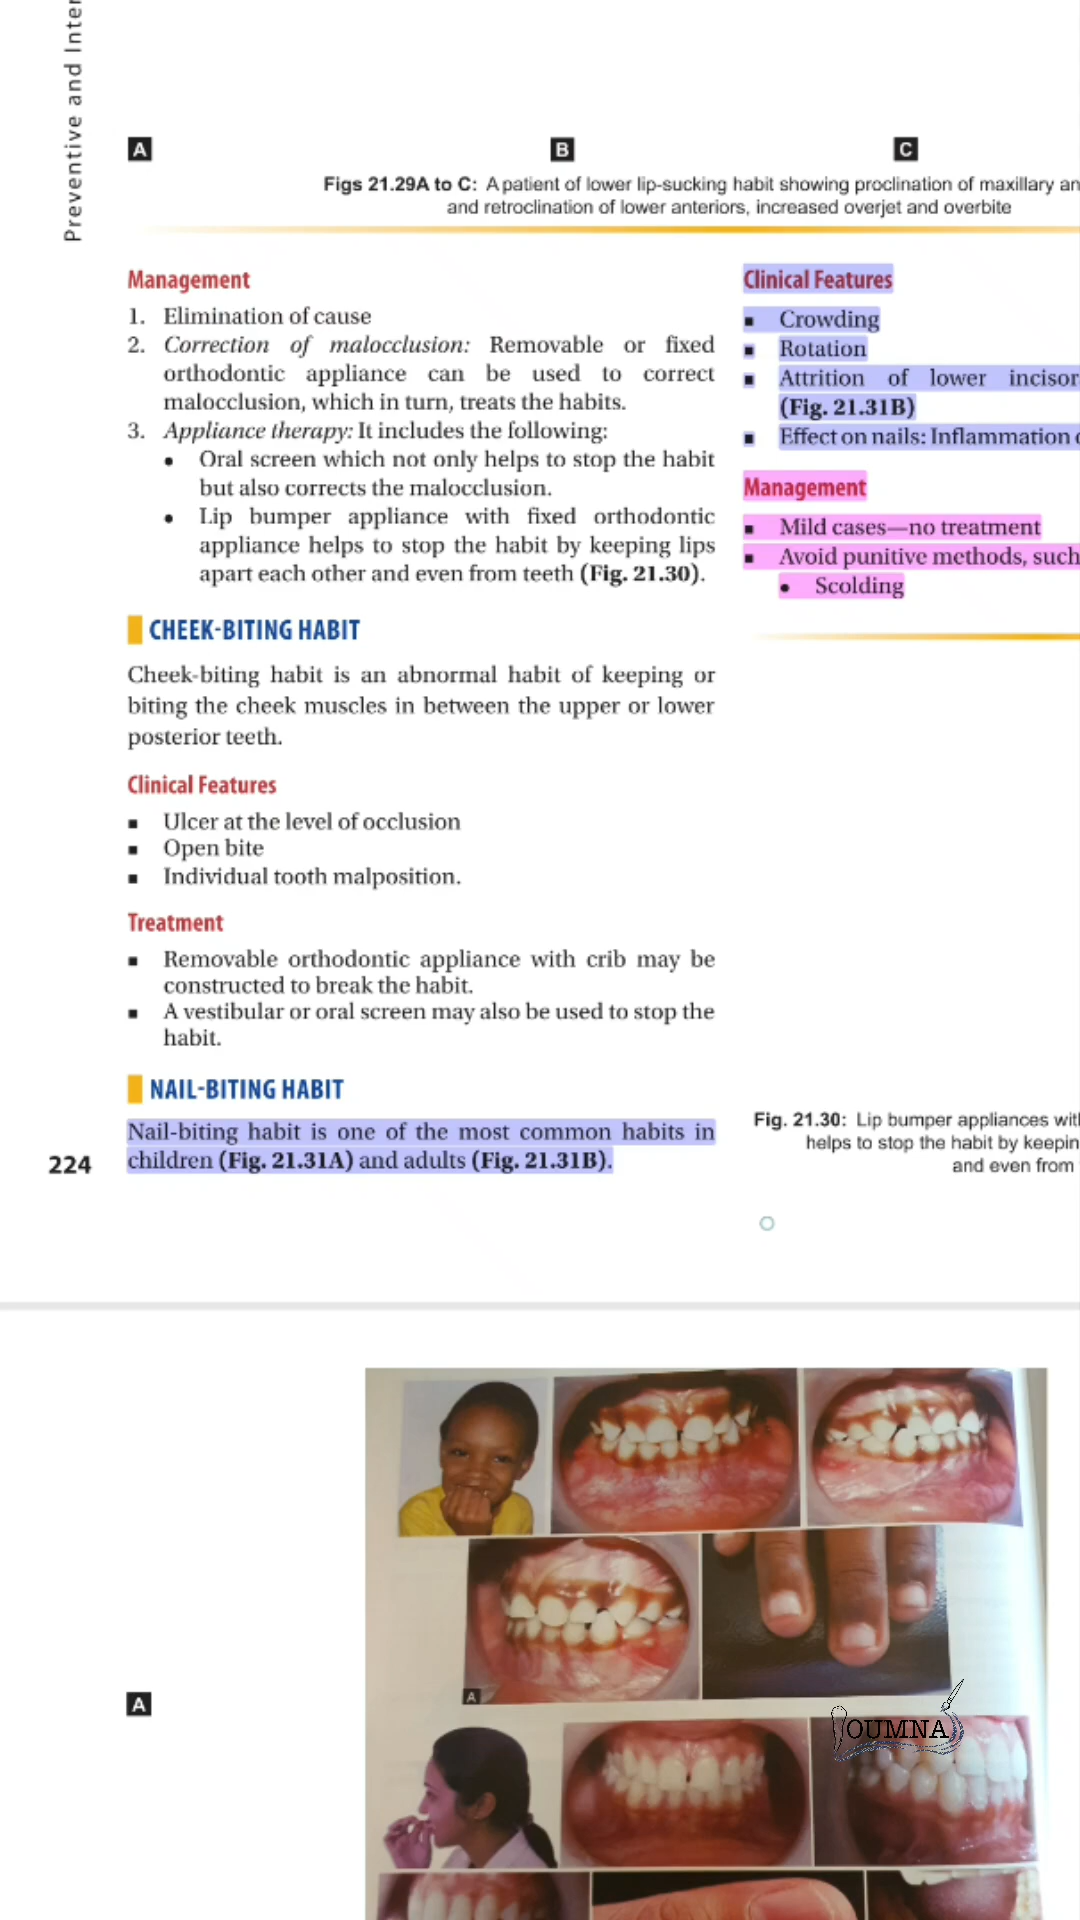 Preventive and Inter
A
B
C
Figs 21.29A to C: A patient of lower lip-sucking habit showing proclination of maxillary an
and retroclination of lower anteriors, increased overjet and overbite
Management
1. Elimination of cause
2. Correction of malocclusion: Removable or fixed
orthodontic appliance can be used to correct
malocclusion, which in turn, treats the habits.
3. Appliance therapy: It includes the following:
• Oral screen which not only helps to stop the habit
but also corrects the malocclusion.
• Lip bumper appliance with fixed orthodontic
appliance helps to stop the habit by keeping lips
apart each other and even from teeth (Fig. 21.30).
CHEEK-BITING HABIT
Cheek-biting habit is an abnormal habit of keeping or
biting the cheek muscles in between the upper or lower
posterior teeth.
Clinical Features
▪ Ulcer at the level of occlusion
▪ Open bite
▪ Individual tooth malposition.
Treatment
▪ Removable orthodontic appliance with crib may be
constructed to break the habit.
▪ A vestibular or oral screen may also be used to stop the
habit.
NAIL-BITING HABIT
Nail-biting habit is one of the most common habits in
children (Fig. 21.31A) and adults (Fig. 21.31B).
224
Clinical Features
▪ Crowding
▪ Rotation
▪ Attrition of lower incisor
(Fig. 21.31B)
▪ Effect on nails: Inflammation
Management
▪ Mild cases—no treatment
▪ Avoid punitive methods, such
• Scolding
Fig. 21.30: Lip bumper appliances wit
helps to stop the habit by keepin
and even from
A
A
OUMNA